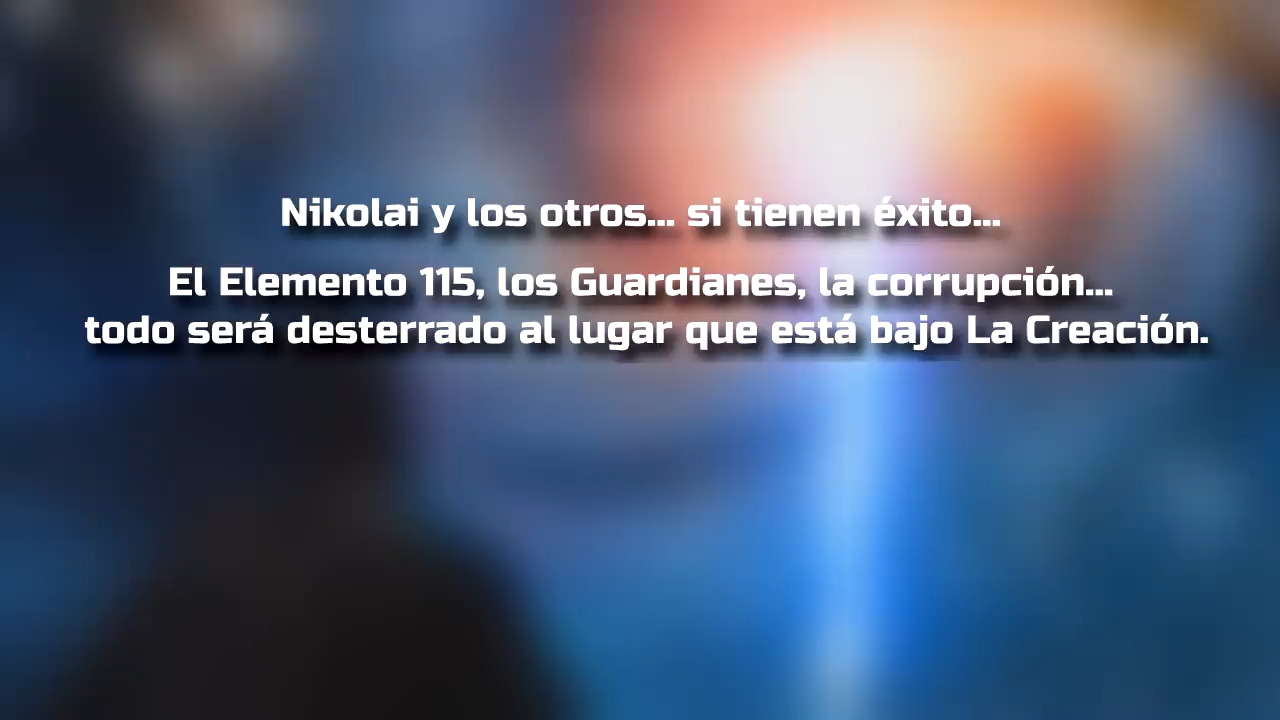 Nikolai y los otros... si tienen éxito...
El Elemento 115, los Guardianes, la corrupción...
todo será desterrado al lugar que está bajo La Creación.